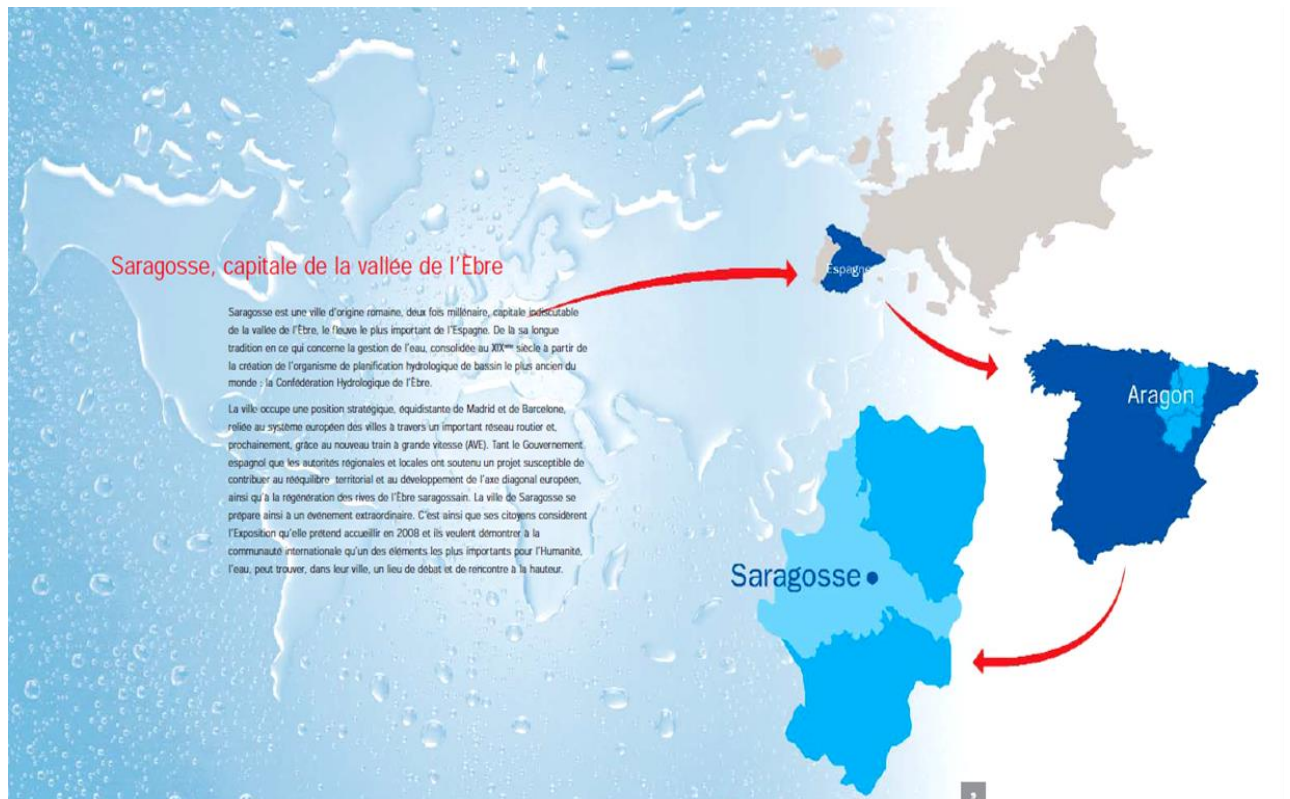 Saragosse, capitale de la vallée de l'Èbre
Saragosse est une ville d'origine romaine, deux fois millénaire, capitale indiscutable
de la vallée de l'Èbre, le fleuve le plus important de l'Espagne. De là sa longue
tradition en ce qui concerne la gestion de l'eau, consolidée au XIXème siècle à partir de
la création de l'organisme de planification hydrologique de bassin le plus ancien du
monde : la Confédération Hydrologique de l'Èbre.
La ville occupe une position stratégique, équidistante de Madrid et de Barcelone,
reliée au système européen des villes à travers un important réseau routier et,
prochainement, grâce au nouveau train à grande vitesse (AVE). Tant le Gouvernement
espagnol que les autorités régionales et locales ont soutenu un projet susceptible de
contribuer au rééquilibre territorial et au développement de l'axe diagonal européen,
ainsi qu'à la régénération des rives de l'Èbre saragossain. La ville de Saragosse se
prépare ainsi à un événement extraordinaire. C'est ainsi que ses citoyens considèrent
l'Exposition qu'elle prétend accueillir en 2008 et ils veulent démontrer à la
communauté internationale qu'un des éléments les plus importants pour l'Humanité,
l'eau, peut trouver, dans leur ville, un lieu de débat et de rencontre à la hauteur.
Espagne
Aragon
Saragosse